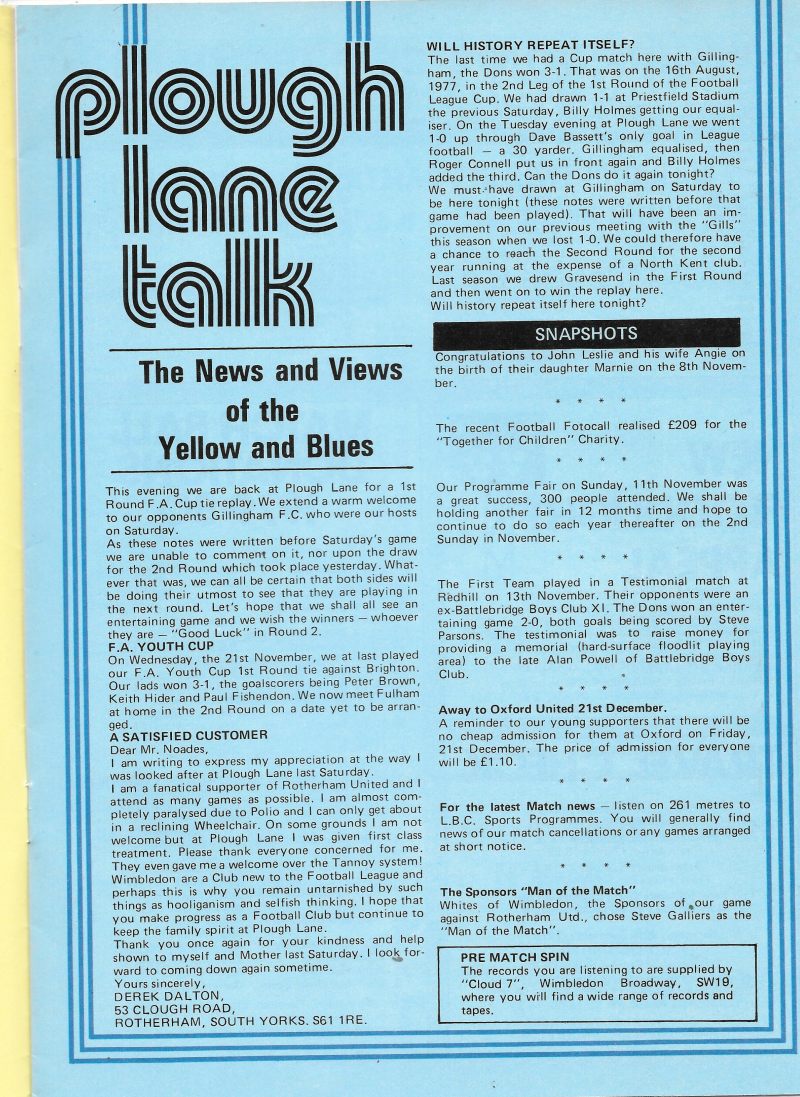 plough
lane
talk
The News and Views
of the
Yellow and Blues
This evening we are back at Plough Lane for a 1st
Round F.A. Cup tie replay. We extend a warm welcome
to our opponents Gillingham F.C. who were our hosts
on Saturday.
As these notes were written before Saturday's game
we are unable to comment on it, nor upon the draw
for the 2nd Round which took place yesterday. What-
ever that was, we can all be certain that both sides will
be doing their utmost to see that they are playing in
the next round. Let's hope that we shall all see an
entertaining game and we wish the winners — whoever
they are — "Good Luck" in Round 2.
F.A. YOUTH CUP
On Wednesday, the 21st November, we at last played
our F.A. Youth Cup 1st Round tie against Brighton.
Our lads won 3-1, the goalscorers being Peter Brown,
Keith Hider and Paul Fishendon. We now meet Fulham
at home in the 2nd Round on a date yet to be arran-
ged.
A SATISFIED CUSTOMER
Dear Mr. Noades,
I am writing to express my appreciation at the way I
was looked after at Plough Lane last Saturday.
I am a fanatical supporter of Rotherham United and I
attend as many games as possible. I am almost com-
pletely paralysed due to Polio and I can only get about
in a reclining Wheelchair. On some grounds I am not
welcome but at Plough Lane I was given first class
treatment. Please thank everyone concerned for me.
They even gave me a welcome over the Tannoy system!
Wimbledon are a Club new to the Football League and
perhaps this is why you remain untarnished by such
things as hooliganism and selfish thinking. I hope that
you make progress as a Football Club but continue to
keep the family spirit at Plough Lane.
Thank you once again for your kindness and help
shown to myself and Mother last Saturday. I look for-
ward to coming down again sometime.
Yours sincerely,
DEREK DALTON,
53 CLOUGH ROAD,
ROTHERHAM, SOUTH YORKS. S61 1RE.
WILL HISTORY REPEAT ITSELF?
The last time we had a Cup match here with Gilling-
ham, the Dons won 3-1. That was on the 16th August,
1977, in the 2nd Leg of the 1st Round of the Football
League Cup. We had drawn 1-1 at Priestfield Stadium
the previous Saturday, Billy Holmes getting our equal-
iser. On the Tuesday evening at Plough Lane we went
1-0 up through Dave Bassett's only goal in League
football — a 30 yarder. Gillingham equalised, then
Roger Connell put us in front again and Billy Holmes
added the third. Can the Dons do it again tonight?
We must have drawn at Gillingham on Saturday to
be here tonight (these notes were written before that
game had been played). That will have been an im-
provement on our previous meeting with the "Gills"
this season when we lost 1-0. We could therefore have
a chance to reach the Second Round for the second
year running at the expense of a North Kent club.
Last season we drew Gravesend in the First Round
and then went on to win the replay here.
Will history repeat itself here tonight?
SNAPSHOTS
Congratulations to John Leslie and his wife Angie on
the birth of their daughter Marnie on the 8th Novem-
ber.
* * * *
The recent Football Fotocall realised £209 for the
"Together for Children" Charity.
* * * *
Our Programme Fair on Sunday, 11th November was
a great success, 300 people attended. We shall be
holding another fair in 12 months time and hope to
continue to do so each year thereafter on the 2nd
Sunday in November.
* * * *
The First Team played in a Testimonial match at
Redhill on 13th November. Their opponents were an
ex-Battlebridge Boys Club XI. The Dons won an enter-
taining game 2-0, both goals being scored by Steve
Parsons. The testimonial was to raise money for
providing a memorial (hard-surface floodlit playing
area) to the late Alan Powell of Battlebridge Boys
Club.
* * * *
Away to Oxford United 21st December.
A reminder to our young supporters that there will be
no cheap admission for them at Oxford on Friday,
21st December. The price of admission for everyone
will be £1.10.
* * * *
For the latest Match news — listen on 261 metres to
L.B.C. Sports Programmes. You will generally find
news of our match cancellations or any games arranged
at short notice.
* * * *
The Sponsors "Man of the Match"
Whites of Wimbledon, the Sponsors of our game
against Rotherham Utd., chose Steve Galliers as the
"Man of the Match".
PRE MATCH SPIN
The records you are listening to are supplied by
"Cloud 7", Wimbledon Broadway, SW19,
where you will find a wide range of records and
tapes.